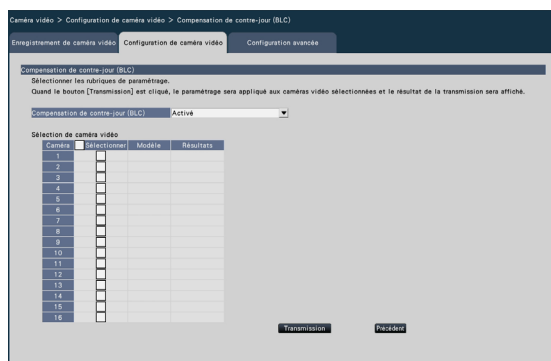 Caméra vidéo > Configuration de caméra vidéo > Compensation de contre-jour (BLC)
Enregistrement de caméra vidéo Configuration de caméra vidéo Configuration avancée
Compensation de contre-jour (BLC)
Sélectionner les rubriques de paramétrage.
Quand le bouton [Transmission] est cliqué, le paramétrage sera appliqué aux caméras vidéo sélectionnées et le résultat de la transmission sera affiché.
Compensation de contre-jour (BLC) Activé
Sélection de caméra vidéo
Caméra Sélectionner Modèle Résultats
1
2
3
4
5
6
7
8
9
10
11
12
13
14
15
16
Transmission Précédent